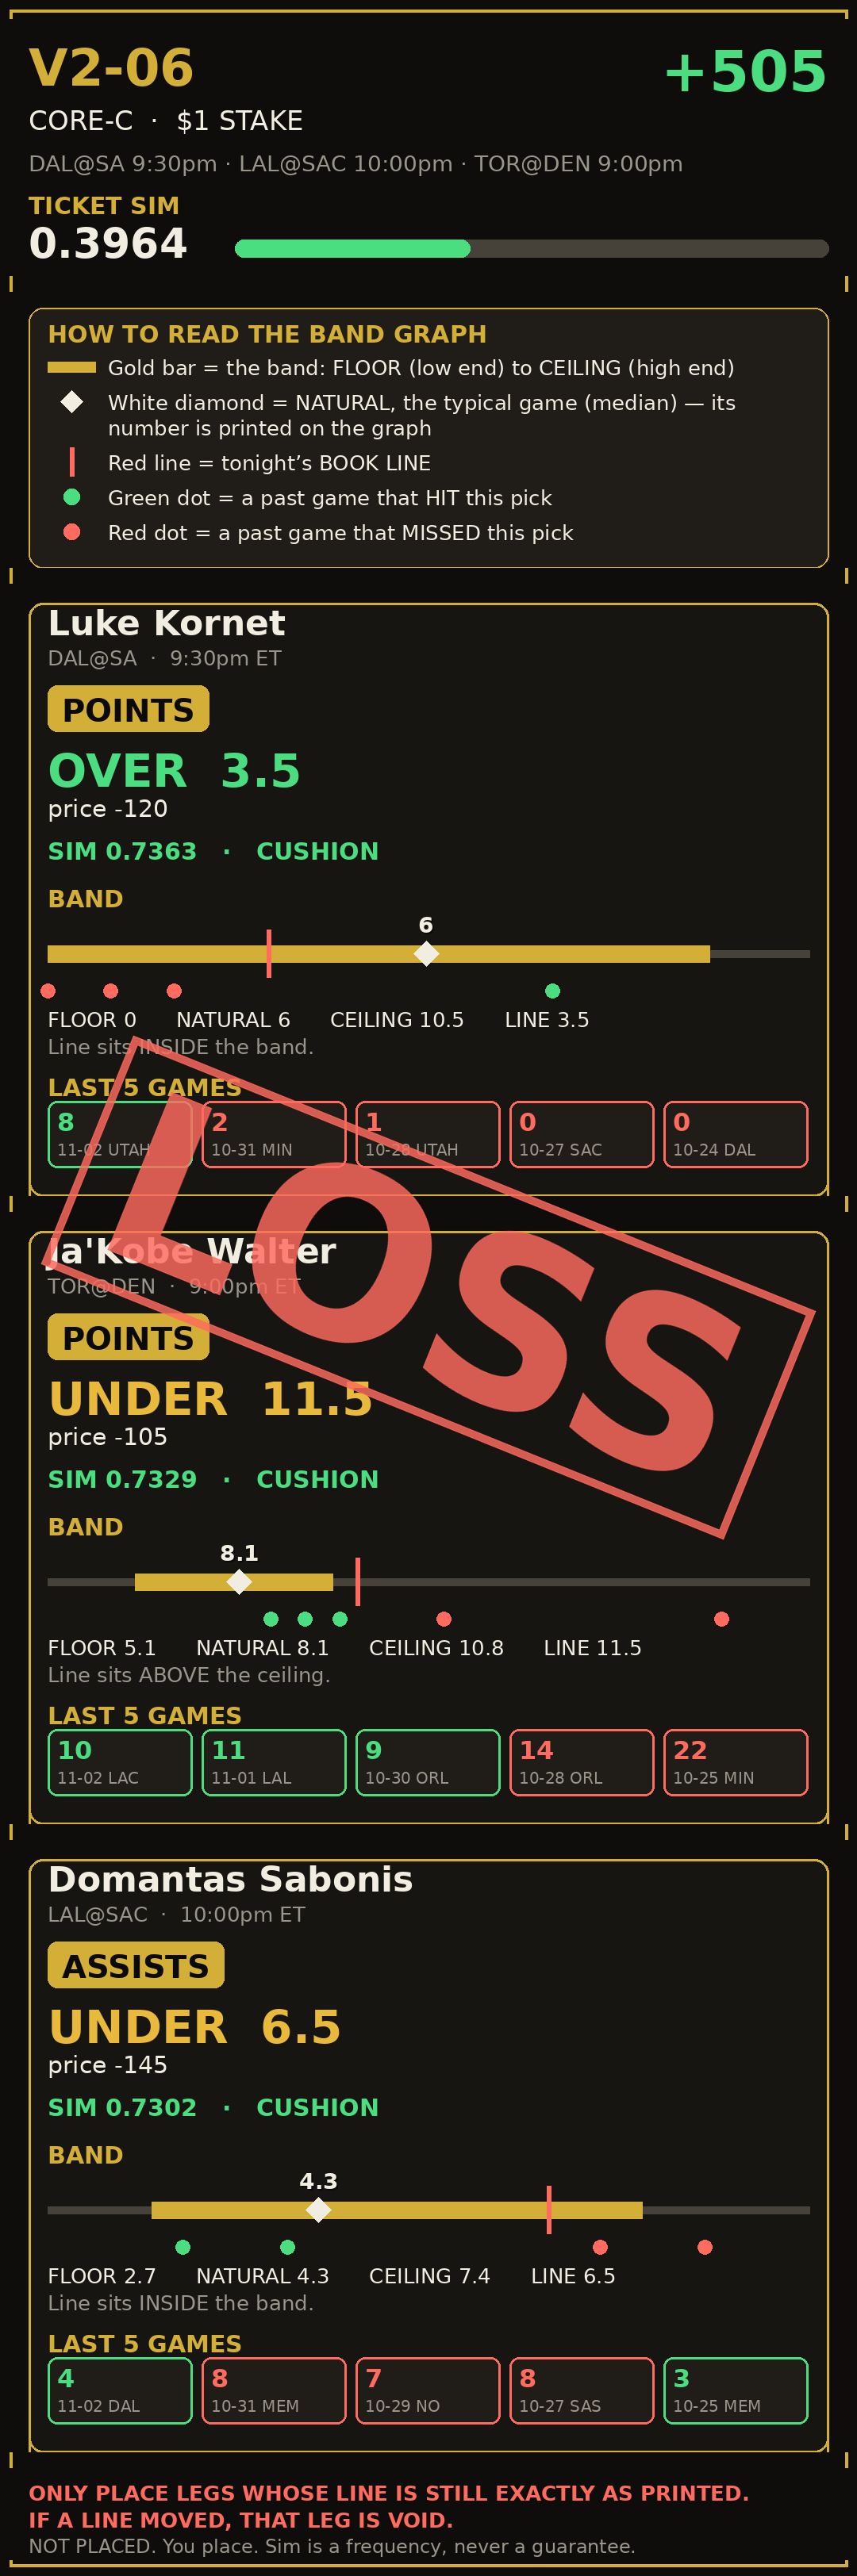 V2-06
+505
CORE-C · $1 STAKE
DAL@SA 9:30pm · LAL@SAC 10:00pm · TOR@DEN 9:00pm
TICKET SIM
0.3964
HOW TO READ THE BAND GRAPH
Gold bar = the band: FLOOR (low end) to CEILING (high end)
White diamond = NATURAL, the typical game (median) — its
number is printed on the graph
Red line = tonight’s BOOK LINE
Green dot = a past game that HIT this pick
Red dot = a past game that MISSED this pick
Luke Kornet
DAL@SA · 9:30pm ET
POINTS
OVER 3.5
price -120
SIM 0.7363 · CUSHION
BAND
6
FLOOR 0 NATURAL 6 CEILING 10.5 LINE 3.5
Line sits INSIDE the band.
LAST 5 GAMES
8 2 1 0 0
11-02 UTAH 10-31 MIN 10-28 UTAH 10-27 SAC 10-24 DAL
LOSS
Ja'Kobe Walter
TOR@DEN · 9:00pm ET
POINTS
UNDER 11.5
price -105
SIM 0.7329 · CUSHION
BAND
8.1
FLOOR 5.1 NATURAL 8.1 CEILING 10.8 LINE 11.5
Line sits ABOVE the ceiling.
LAST 5 GAMES
10 11 9 14 22
11-02 LAC 11-01 LAL 10-30 ORL 10-28 ORL 10-25 MIN
Domantas Sabonis
LAL@SAC · 10:00pm ET
ASSISTS
UNDER 6.5
price -145
SIM 0.7302 · CUSHION
BAND
4.3
FLOOR 2.7 NATURAL 4.3 CEILING 7.4 LINE 6.5
Line sits INSIDE the band.
LAST 5 GAMES
4 8 7 8 3
11-02 DAL 10-31 MEM 10-29 NO 10-27 SAS 10-25 MEM
ONLY PLACE LEGS WHOSE LINE IS STILL EXACTLY AS PRINTED.
IF A LINE MOVED, THAT LEG IS VOID.
NOT PLACED. You place. Sim is a frequency, never a guarantee.